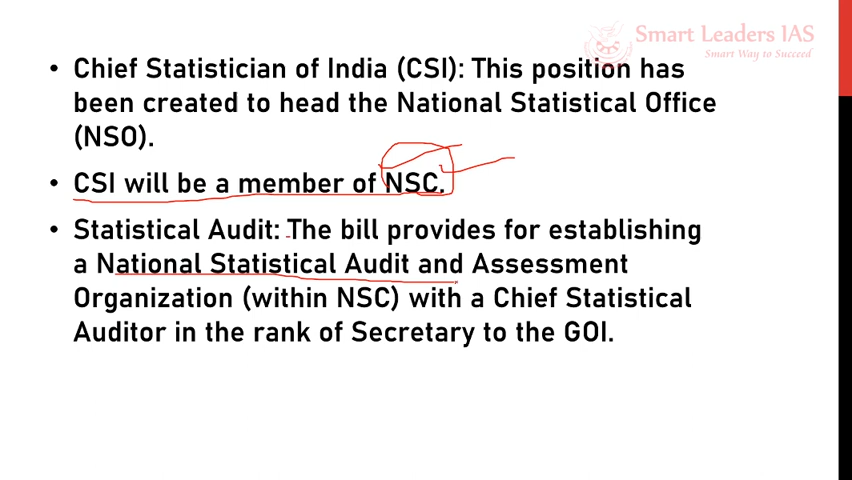 Smart Leaders IAS
Smart Way to Succeed
• Chief Statistician of India (CSI): This position has
been created to head the National Statistical Office
(NSO).
• CSI will be a member of NSC.
• Statistical Audit: The bill provides for establishing
a National Statistical Audit and Assessment
Organization (within NSC) with a Chief Statistical
Auditor in the rank of Secretary to the GOI.